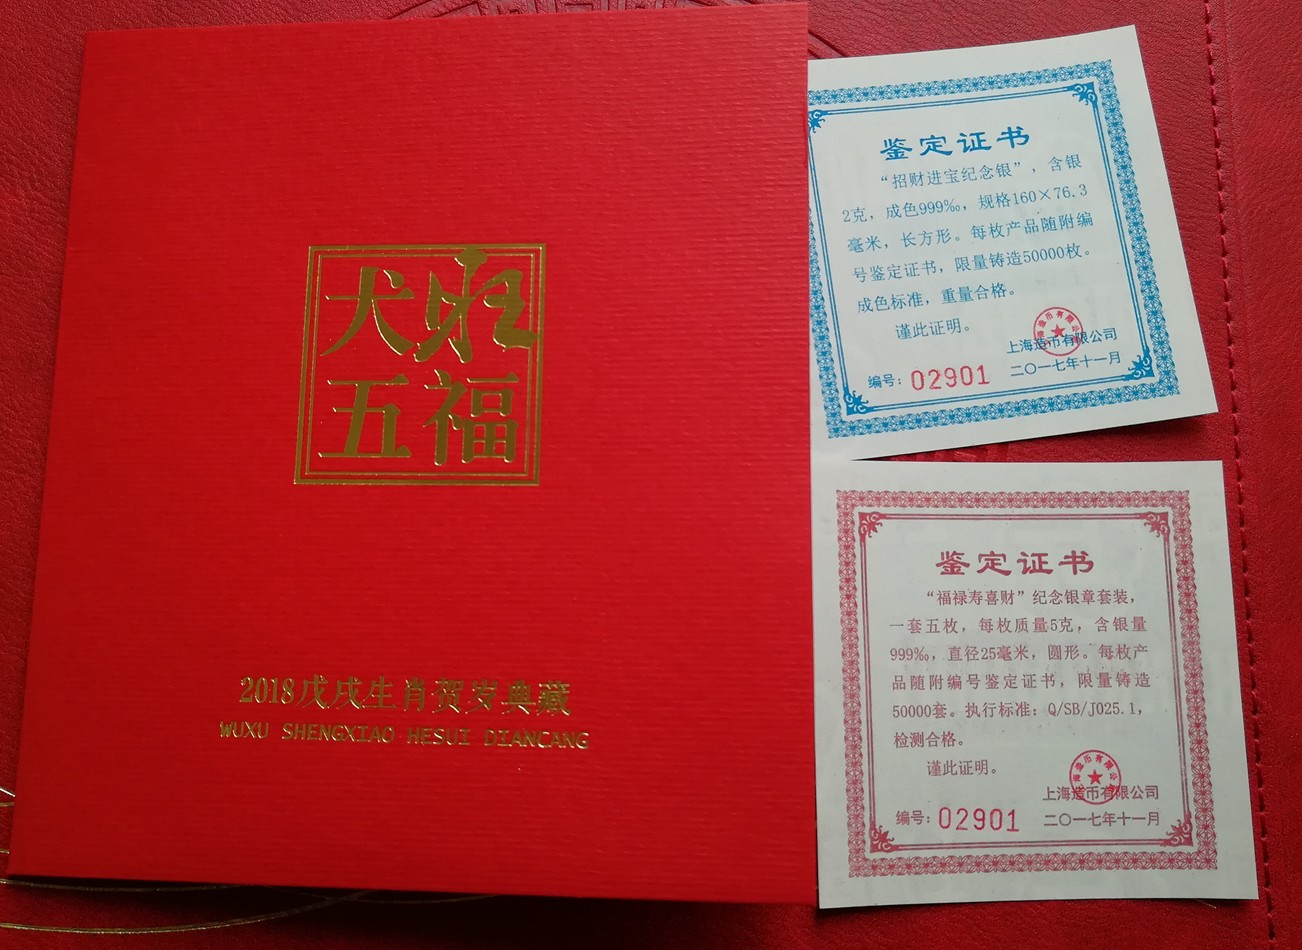 犬旺
五福
2018戊戌生肖贺岁典藏
WUXU SHENGXIAO HESUI DIANCANG
鉴定证书
“招财进宝纪念银”，含银
2克，成色999‰，规格160×76.3
毫米，长方形。每枚产品随附编
号鉴定证书，限量铸造50000枚。
成色标准，重量合格。
谨此证明。
上海造币有限公司
编号：02901 二〇一七年十一月
鉴定证书
“福禄寿喜财”纪念银章套装，
一套五枚，每枚质量5克，含银量
999‰，直径25毫米，圆形。每枚产
品随附编号鉴定证书，限量铸造
50000套。执行标准：Q/SB/J025.1，
检测合格。
谨此证明。
上海造币有限公司
编号：02901 二〇一七年十一月